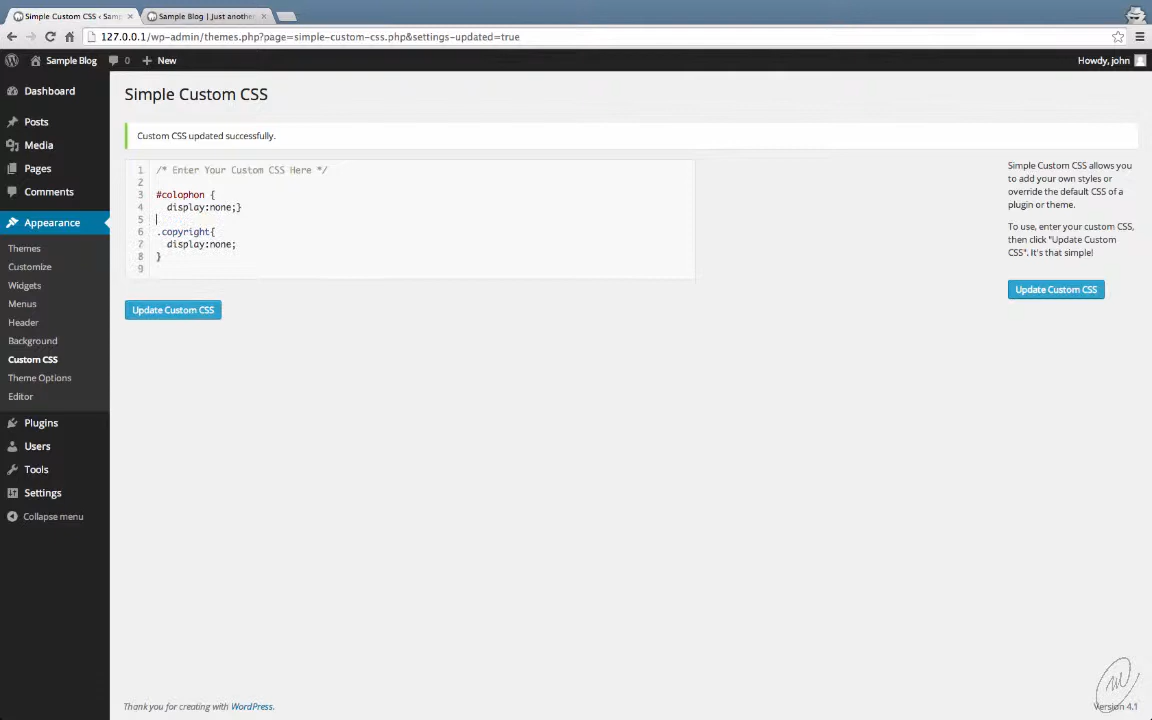 Simple Custom CSS ‹ Sam
Sample Blog | Just anothe
127.0.0.1/wp-admin/themes.php?page=simple-custom-css.php&settings-updated=true
Sample Blog
0
New
Howdy, john
Dashboard
Posts
Media
Pages
Comments
Appearance
Themes
Customize
Widgets
Menus
Header
Background
Custom CSS
Theme Options
Editor
Plugins
Users
Tools
Settings
Collapse menu
Simple Custom CSS
Custom CSS updated successfully.
1 /* Enter Your Custom CSS Here */
2
3 #colophon {
4 display:none;}
5
6 .copyright{
7 display:none;
8 }
9
Update Custom CSS
Simple Custom CSS allows you
to add your own styles or
override the default CSS of a
plugin or theme.
To use, enter your custom CSS,
then click "Update Custom
CSS". It's that simple!
Update Custom CSS
Thank you for creating with WordPress.
Version 4.1